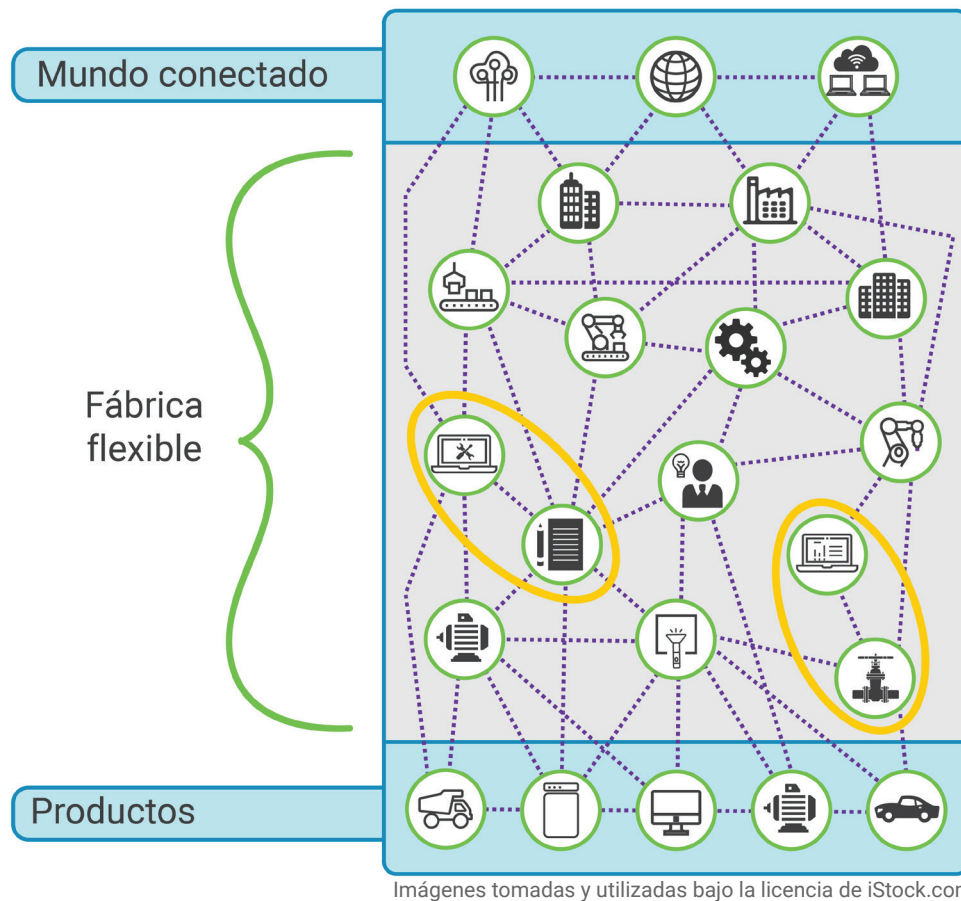 Mundo conectado
Fábrica
flexible
Productos
Imágenes tomadas y utilizadas bajo la licencia de iStock.com